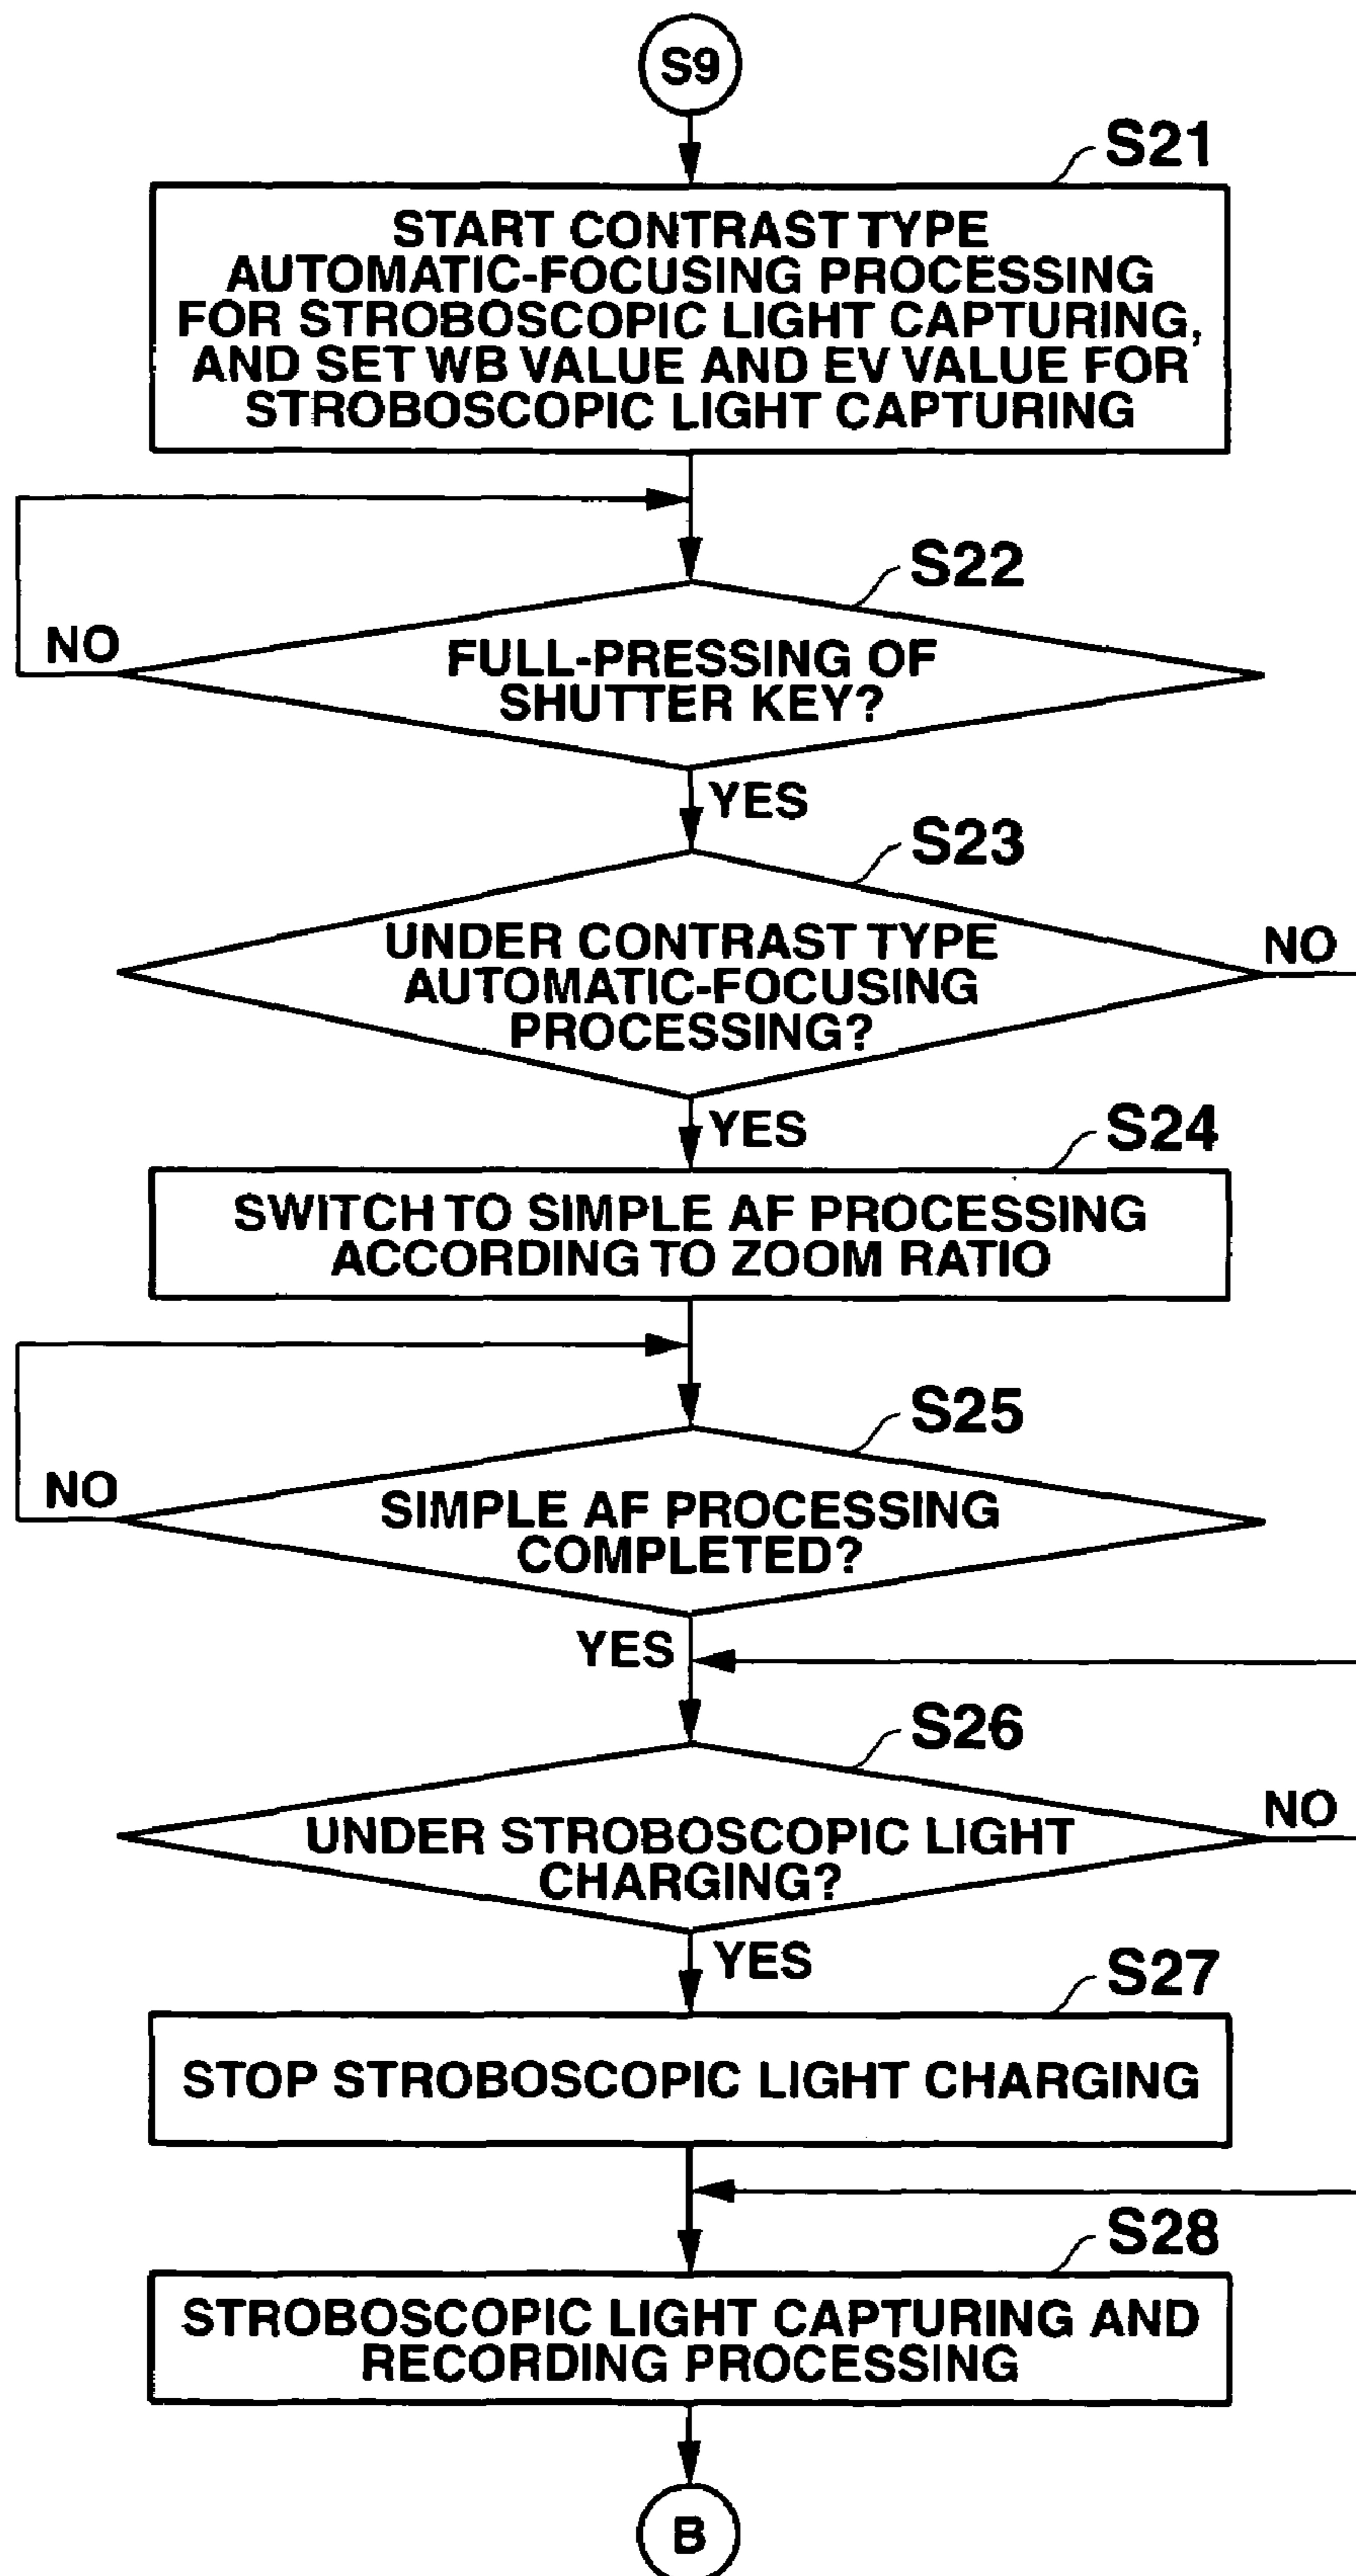 S9
S21
START CONTRAST TYPE
AUTOMATIC-FOCUSING PROCESSING
FOR STROBOSCOPIC LIGHT CAPTURING,
AND SET WB VALUE AND EV VALUE FOR
STROBOSCOPIC LIGHT CAPTURING
S22
NO
FULL-PRESSING OF
SHUTTER KEY?
YES
S23
UNDER CONTRAST TYPE
AUTOMATIC-FOCUSING
PROCESSING?
NO
YES
S24
SWITCH TO SIMPLE AF PROCESSING
ACCORDING TO ZOOM RATIO
S25
NO
SIMPLE AF PROCESSING
COMPLETED?
YES
S26
NO
UNDER STROBOSCOPIC LIGHT
CHARGING?
YES
S27
STOP STROBOSCOPIC LIGHT CHARGING
S28
STROBOSCOPIC LIGHT CAPTURING AND
RECORDING PROCESSING
B